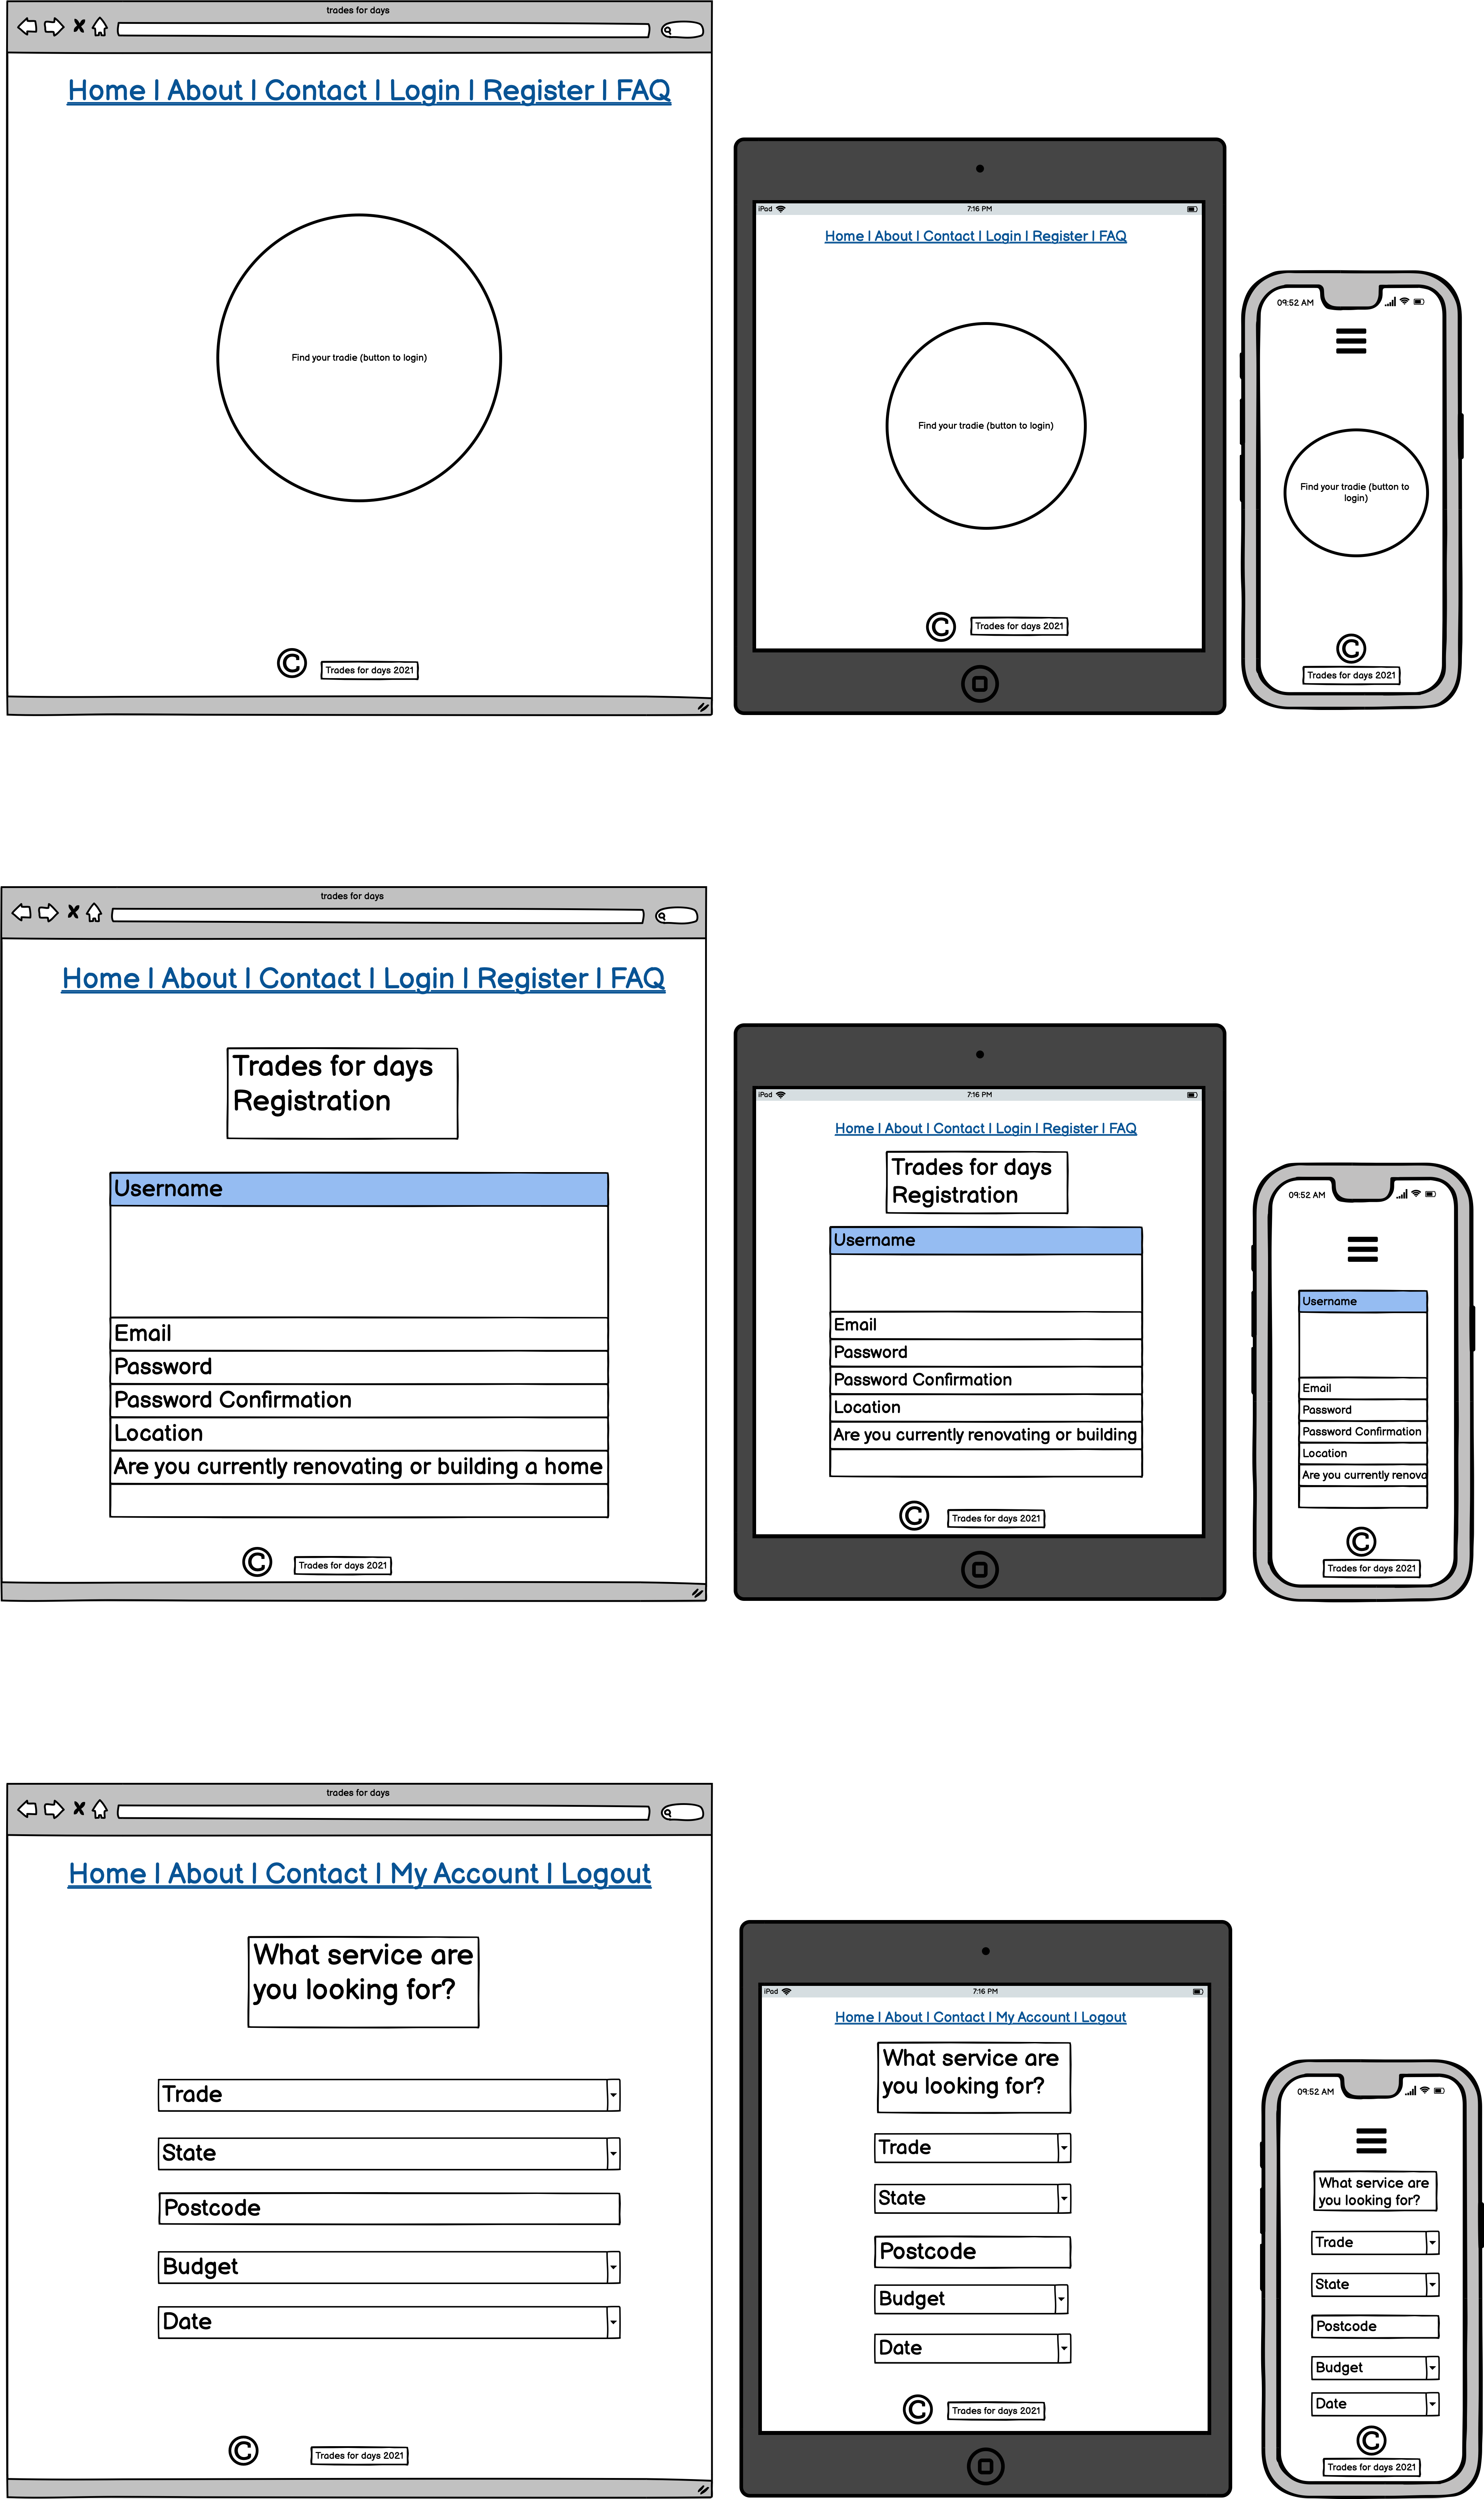 trades for days
Home | About | Contact | Login | Register | FAQ
Find your tradie (button to login)
© Trades for days 2021
iPad 7:16 PM
Home | About | Contact | Login | Register | FAQ
Find your tradie (button to login)
© Trades for days 2021
09:52 AM
Find your tradie (button to
login)
©
Trades for days 2021
trades for days
Home | About | Contact | Login | Register | FAQ
Trades for days
Registration
Username
Email
Password
Password Confirmation
Location
Are you currently renovating or building a home
© Trades for days 2021
iPad 7:16 PM
Home | About | Contact | Login | Register | FAQ
Trades for days
Registration
Username
Email
Password
Password Confirmation
Location
Are you currently renovating or building
© Trades for days 2021
09:52 AM
Username
Email
Password
Password Confirmation
Location
Are you currently renova
©
Trades for days 2021
trades for days
Home | About | Contact | My Account | Logout
What service are
you looking for?
Trade
State
Postcode
Budget
Date
© Trades for days 2021
iPad 7:16 PM
Home | About | Contact | My Account | Logout
What service are
you looking for?
Trade
State
Postcode
Budget
Date
© Trades for days 2021
09:52 AM
What service are
you looking for?
Trade
State
Postcode
Budget
Date
©
Trades for days 2021